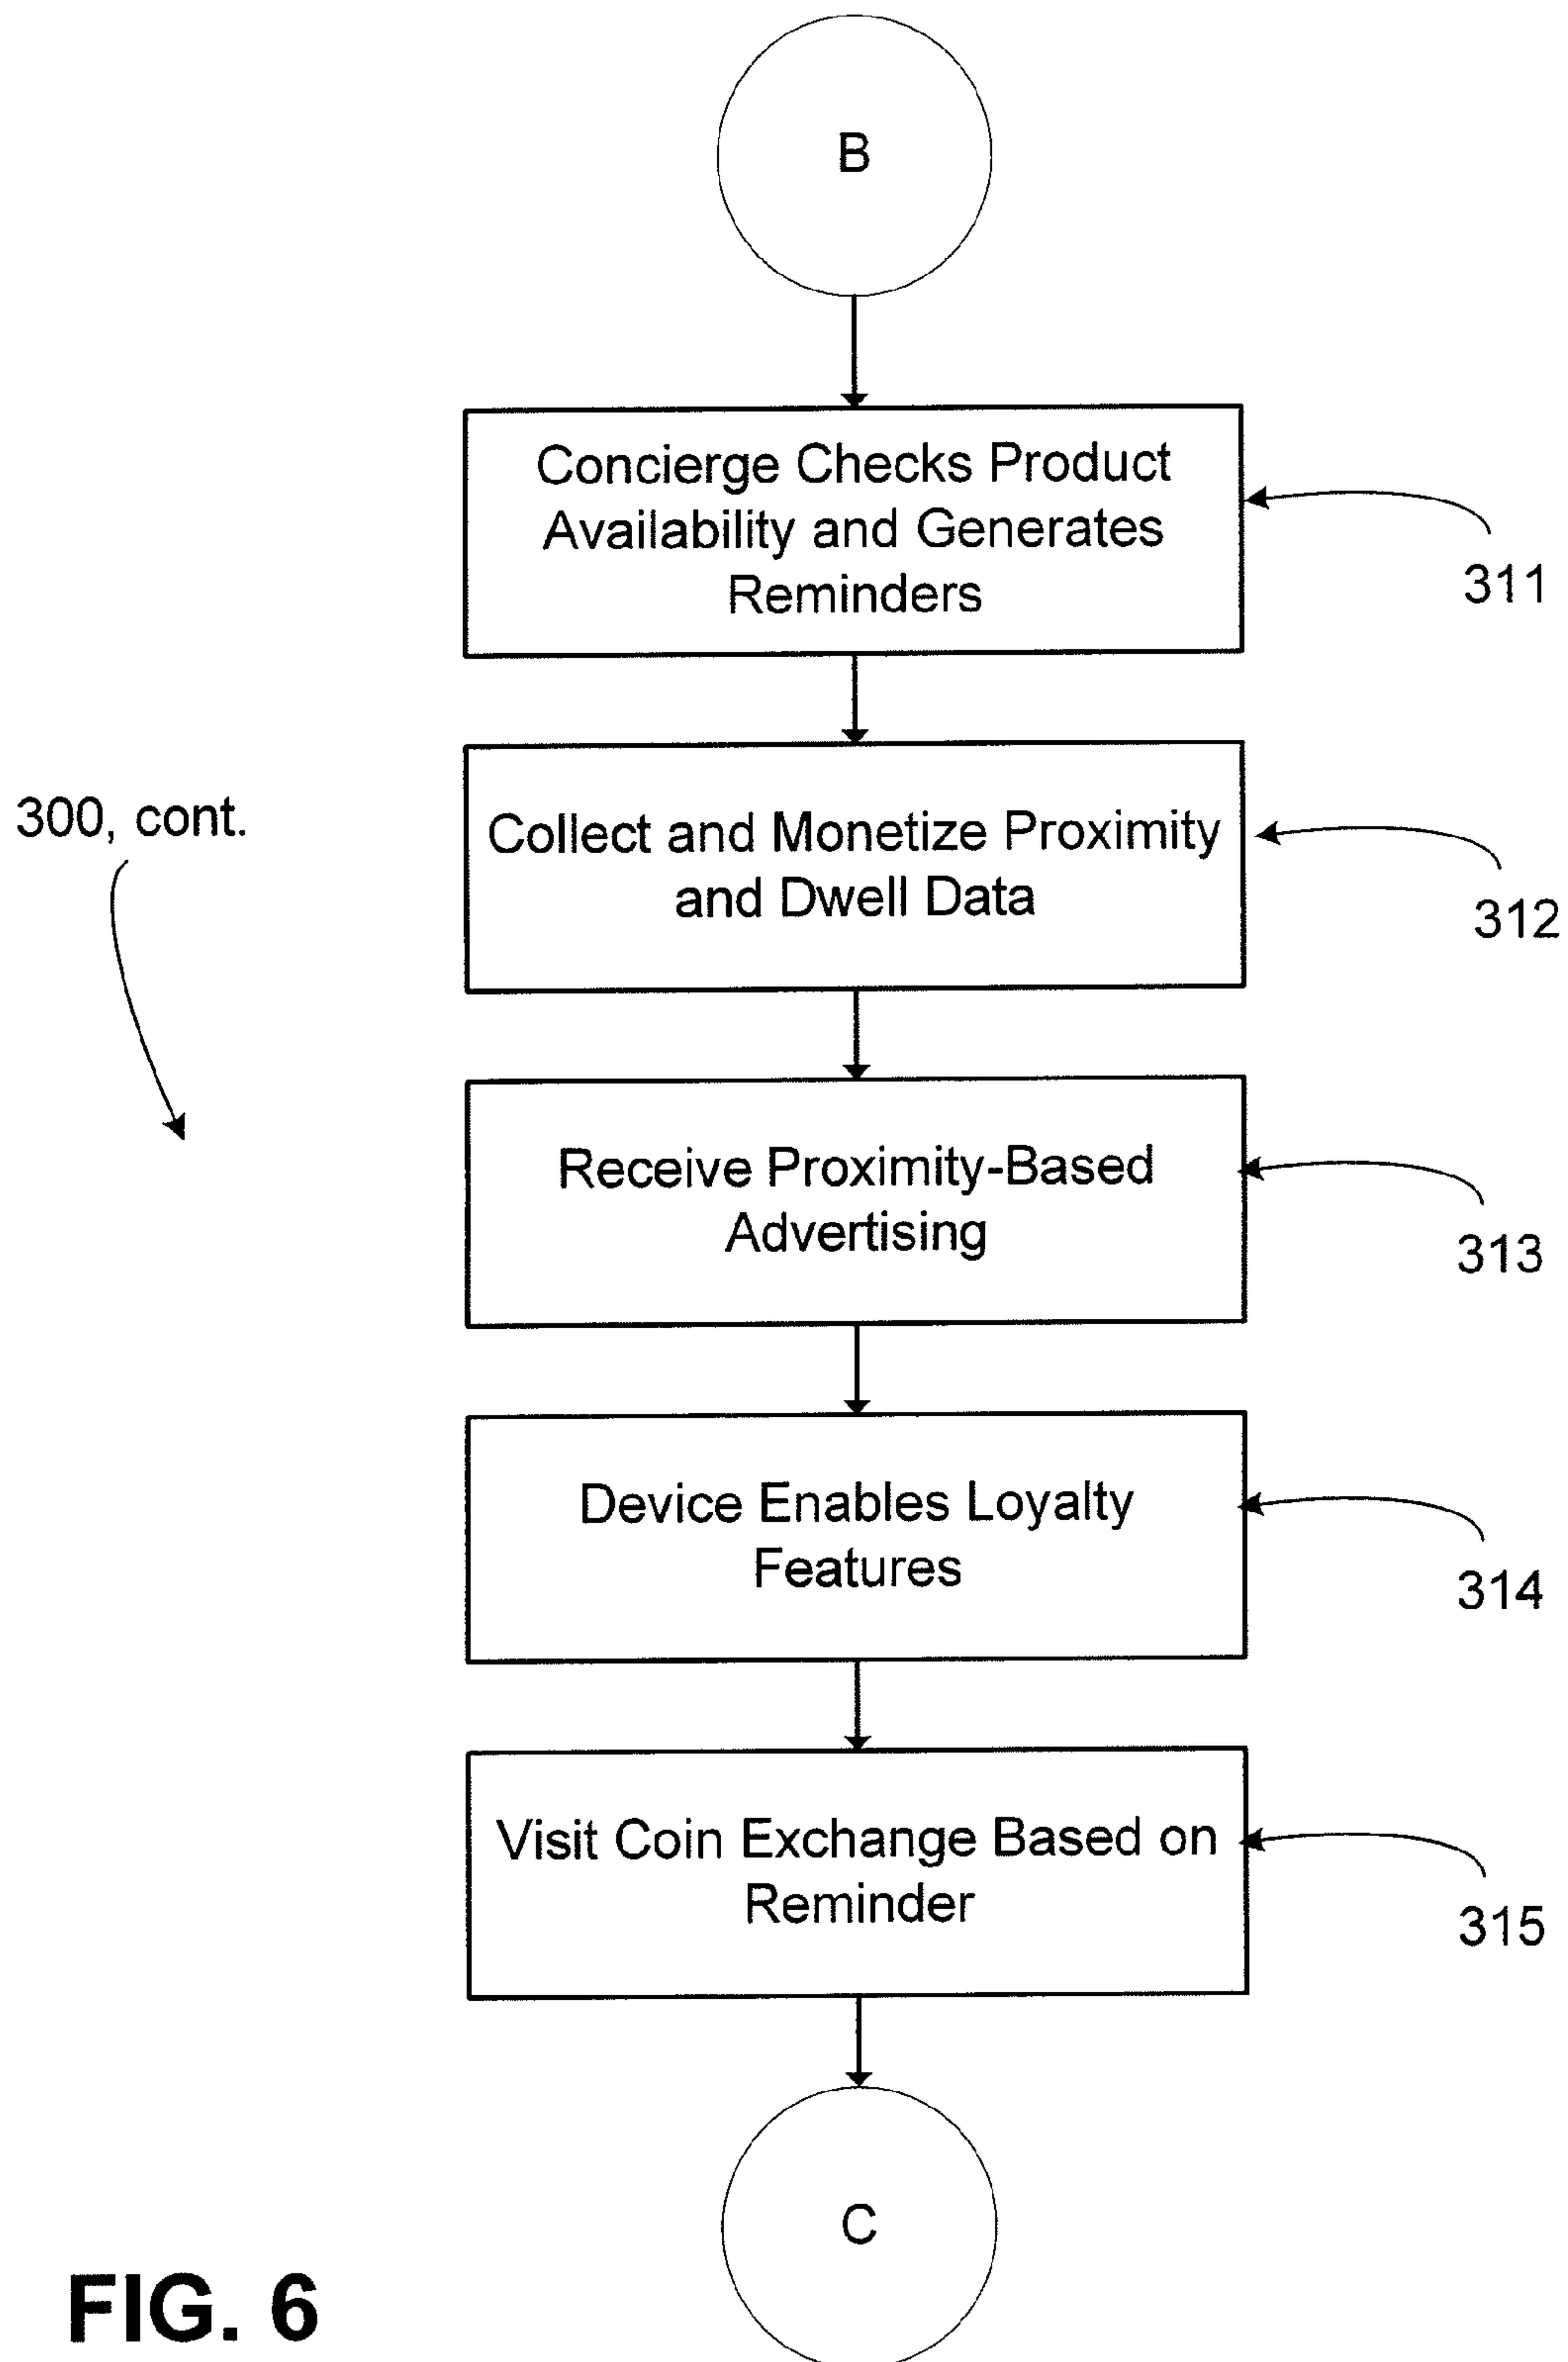 B
Concierge Checks Product
Availability and Generates
Reminders
311
300, cont.
Collect and Monetize Proximity
and Dwell Data
312
Receive Proximity-Based
Advertising
313
Device Enables Loyalty
Features
314
Visit Coin Exchange Based on
Reminder
315
C
FIG. 6